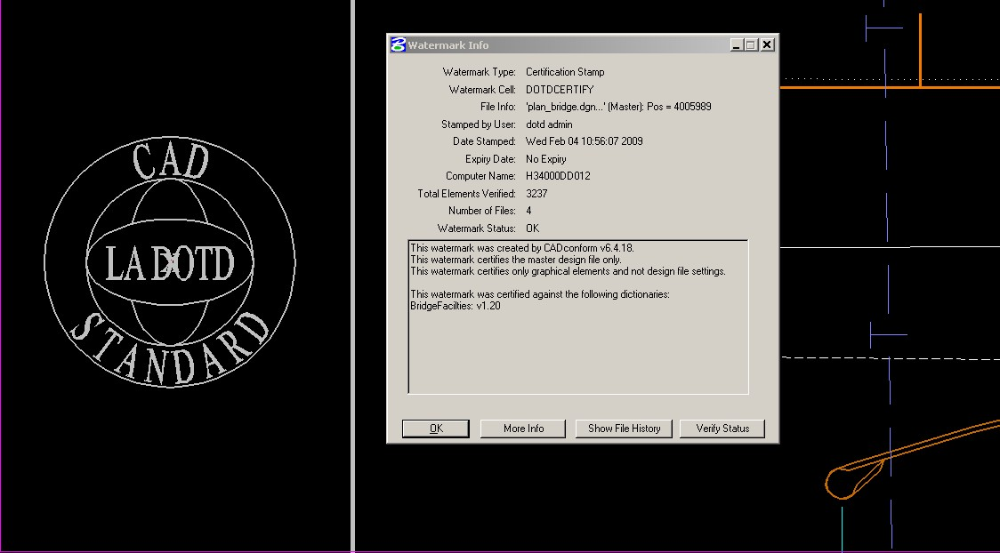 CAD
LA DOTD
STANDARD
Watermark Info
Watermark Type: Certification Stamp
Watermark Cell: DOTDCERTIFY
File Info: 'plan_bridge.dgn...' (Master): Pos = 4005989
Stamped by User: dotd admin
Date Stamped: Wed Feb 04 10:56:07 2009
Expiry Date: No Expiry
Computer Name: H34000DD012
Total Elements Verified: 3237
Number of Files: 4
Watermark Status: OK
This watermark was created by CADconform v6.4.18.
This watermark certifies the master design file only.
This watermark certifies only graphical elements and not design file settings.
This watermark was certified against the following dictionaries:
BridgeFacilties: v1.20
OK More Info Show File History Verify Status